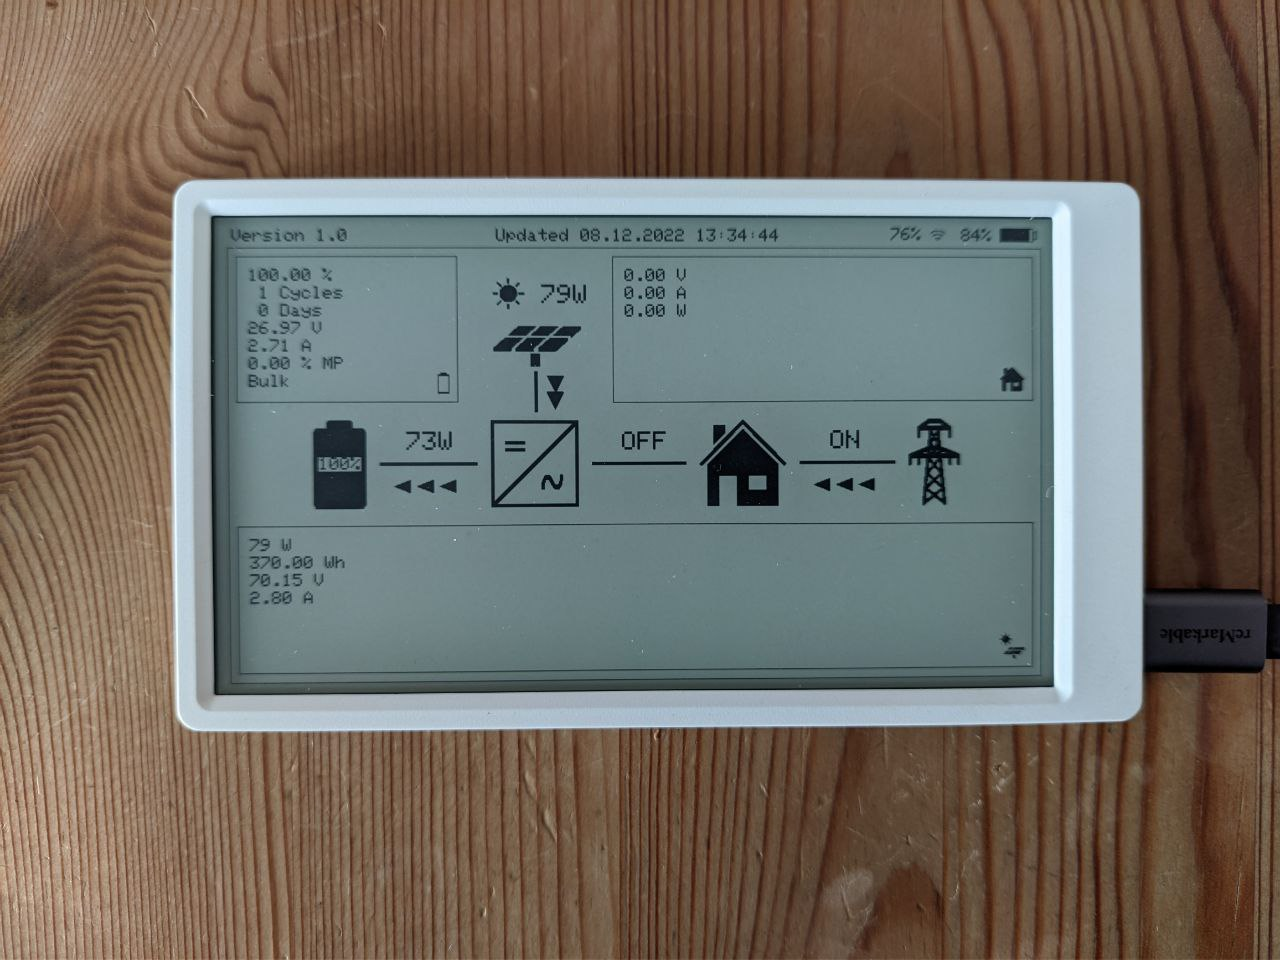 Version 1.0
Updated 08.12.2022 13:34:44
76% 84%
100.00 %
1 Cycles
0 Days
26.97 V
2.71 A
0.00 % MP
Bulk
79W
0.00 V
0.00 A
0.00 W
100%
73W
=
~
OFF
ON
79 W
370.00 Wh
70.15 V
2.80 A
reMarkable